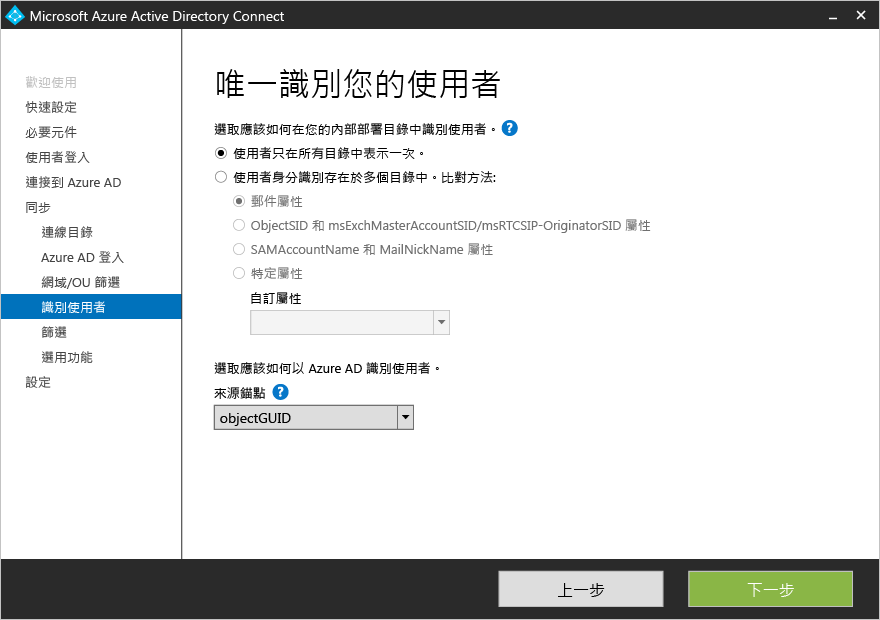 Microsoft Azure Active Directory Connect
歡迎使用
快速設定
必要元件
使用者登入
連接到 Azure AD
同步
連線目錄
Azure AD 登入
網域/OU 篩選
識別使用者
篩選
選用功能
設定
唯一識別您的使用者
選取應該如何在您的內部部署目錄中識別使用者。 ?
使用者只在所有目錄中表示一次。
使用者身分識別存在於多個目錄中。比對方法:
郵件屬性
ObjectSID 和 msExchMasterAccountSID/msRTCSIP-OriginatorSID 屬性
SAMAccountName 和 MailNickName 屬性
特定屬性
自訂屬性
選取應該如何以 Azure AD 識別使用者。
來源錨點 ?
objectGUID
上一步
下一步